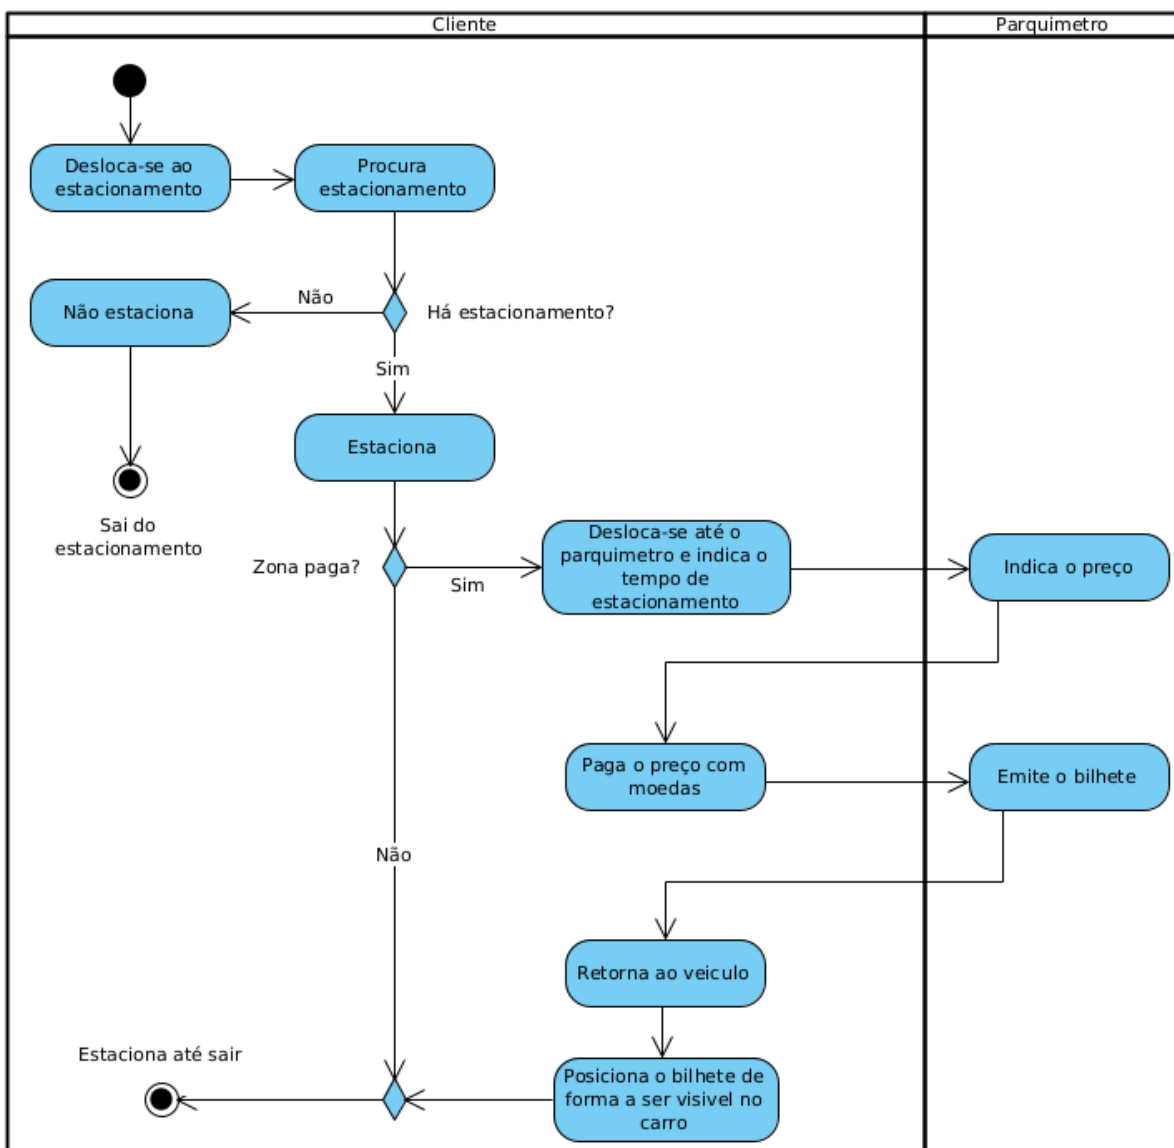 Cliente
Parquimetro
Desloca-se ao
estacionamento
Procura
estacionamento
Não estaciona
Não
Há estacionamento?
Sim
Estaciona
Sai do
estacionamento
Zona paga?
Sim
Desloca-se até o
parquimetro e indica o
tempo de
estacionamento
Indica o preço
Paga o preço com
moedas
Emite o bilhete
Não
Retorna ao veiculo
Estaciona até sair
Posiciona o bilhete de
forma a ser visivel no
carro